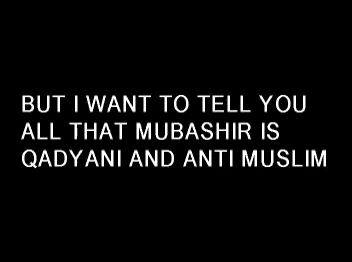 BUT I WANT TO TELL YOU
ALL THAT MUBASHIR IS
QADYANI AND ANTI MUSLIM